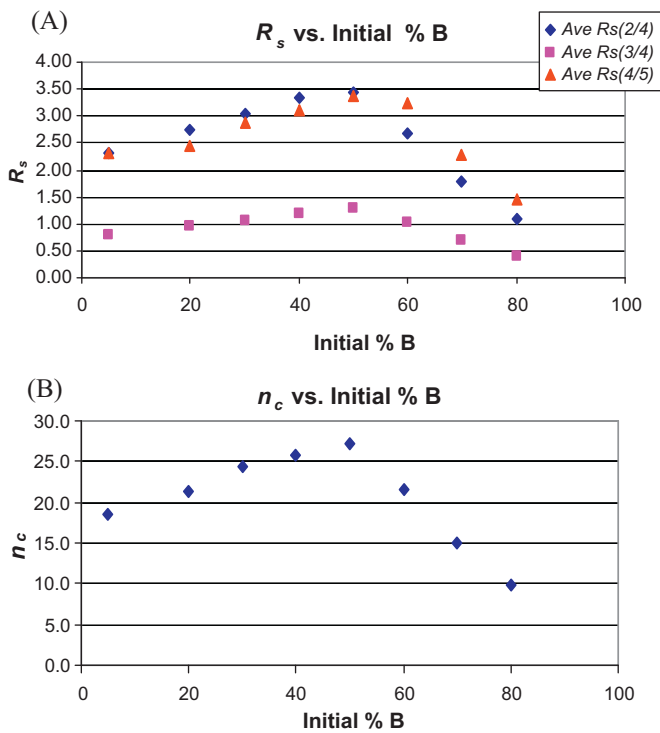 (A)
R s vs. Initial % B
Ave Rs(2/4)
Ave Rs(3/4)
Ave Rs(4/5)
4.00
3.50
3.00
2.50
2.00
1.50
1.00
0.50
0.00
Rs
0 20 40 60 80 100
Initial % B
(B)
n c vs. Initial % B
30.0
25.0
20.0
15.0
10.0
5.0
0.0
n c
0 20 40 60 80 100
Initial % B